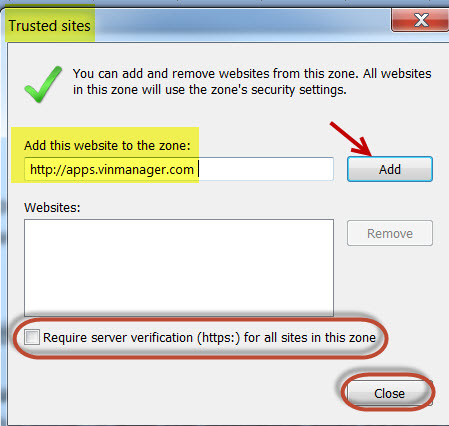 Trusted sites
You can add and remove websites from this zone. All websites
in this zone will use the zone's security settings.
Add this website to the zone:
http://apps.vinmanager.com
Add
Websites:
Remove
Require server verification (https:) for all sites in this zone
Close